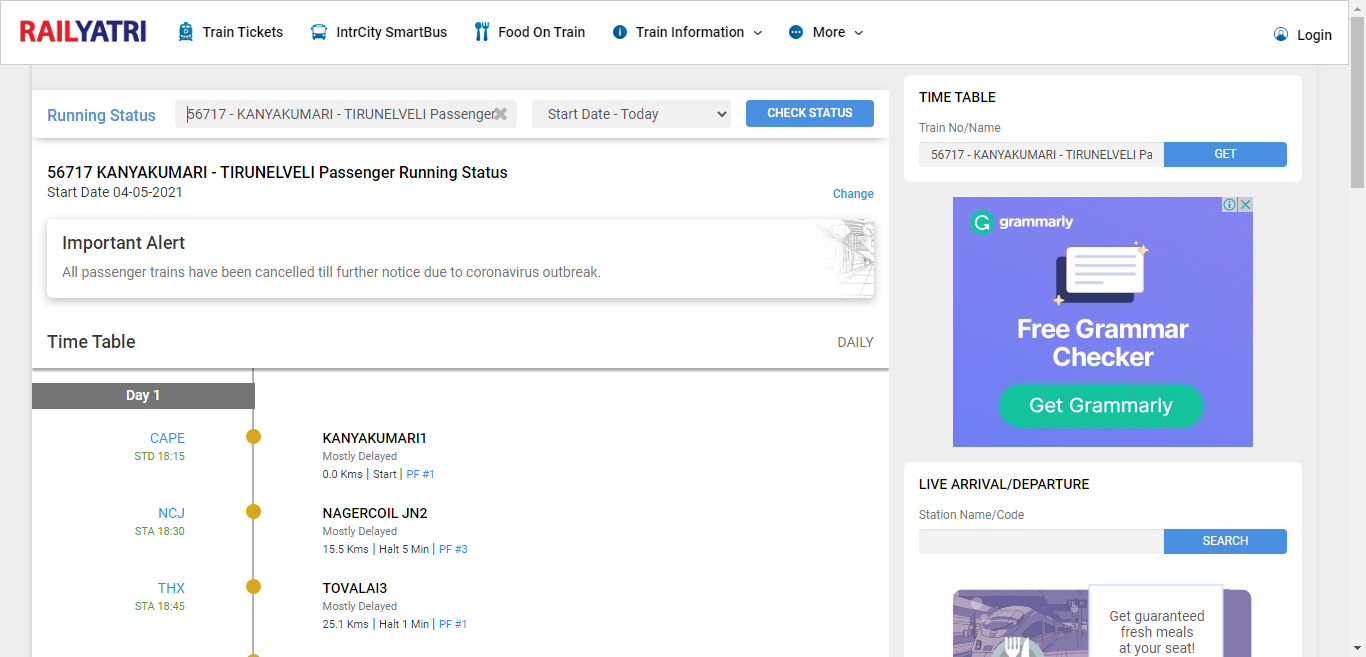 RAILYATRI
Train Tickets
IntrCity SmartBus
Food On Train
Train Information
More
Login
Running Status
56717 - KANYAKUMARI - TIRUNELVELI Passenger
Start Date - Today
CHECK STATUS
56717 KANYAKUMARI - TIRUNELVELI Passenger Running Status
Start Date 04-05-2021
Change
Important Alert
All passenger trains have been cancelled till further notice due to coronavirus outbreak.
Time Table
DAILY
Day 1
CAPE
STD 18:15
KANYAKUMARI1
Mostly Delayed
0.0 Kms | Start | PF #1
NCJ
STA 18:30
NAGERCOIL JN2
Mostly Delayed
15.5 Kms | Halt 5 Min | PF #3
THX
STA 18:45
TOVALAI3
Mostly Delayed
25.1 Kms | Halt 1 Min | PF #1
TIME TABLE
Train No/Name
56717 - KANYAKUMARI - TIRUNELVELI Pa
GET
grammarly
Free Grammar
Checker
Get Grammarly
LIVE ARRIVAL/DEPARTURE
Station Name/Code
SEARCH
Get guaranteed
fresh meals
at your seat!